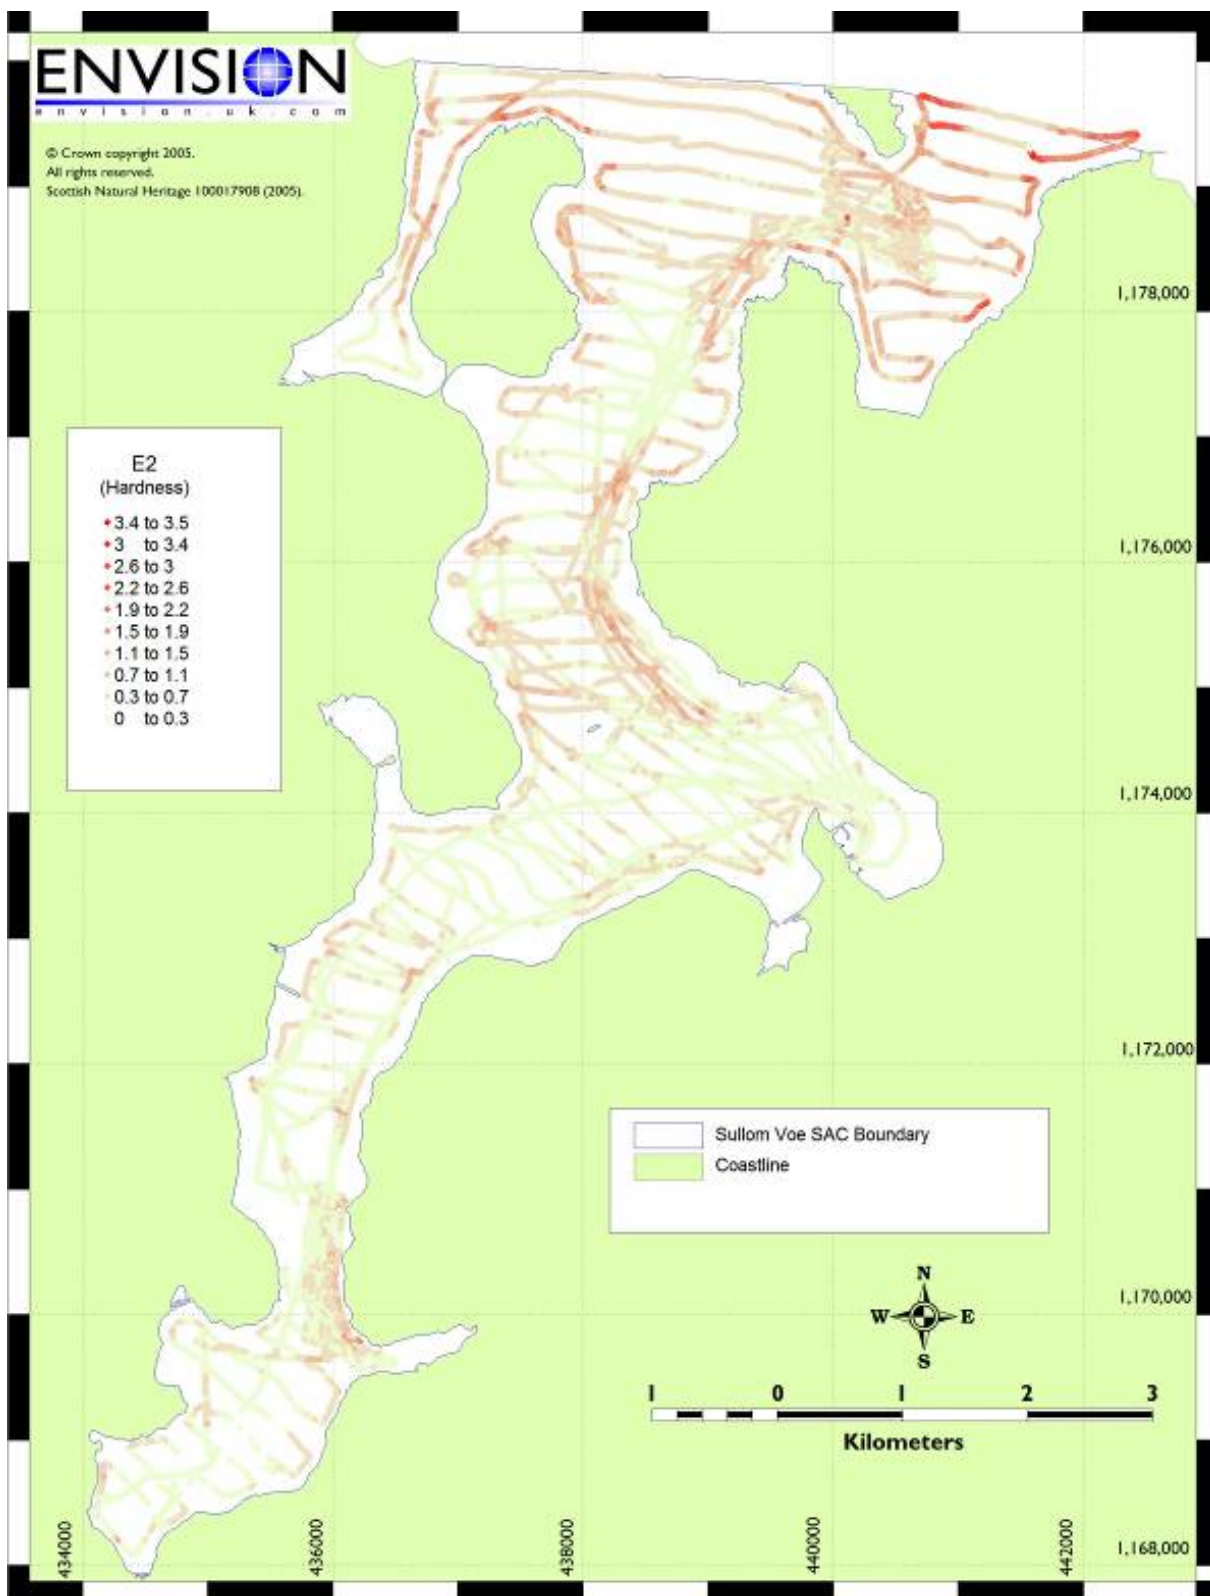 ENVISION
envision.uk.com
© Crown copyright 2005.
All rights reserved.
Scottish Natural Heritage 100017908 (2005).
1,178,000
E2
(Hardness)
3.4 to 3.5
3 to 3.4
2.6 to 3
2.2 to 2.6
1.9 to 2.2
1.5 to 1.9
1.1 to 1.5
0.7 to 1.1
0.3 to 0.7
0 to 0.3
1,176,000
1,174,000
1,172,000
Sullom Voe SAC Boundary
Coastline
1,170,000
N
W E
S
1 0 1 2 3
Kilometers
434000
436000
438000
440000
442000
1,168,000